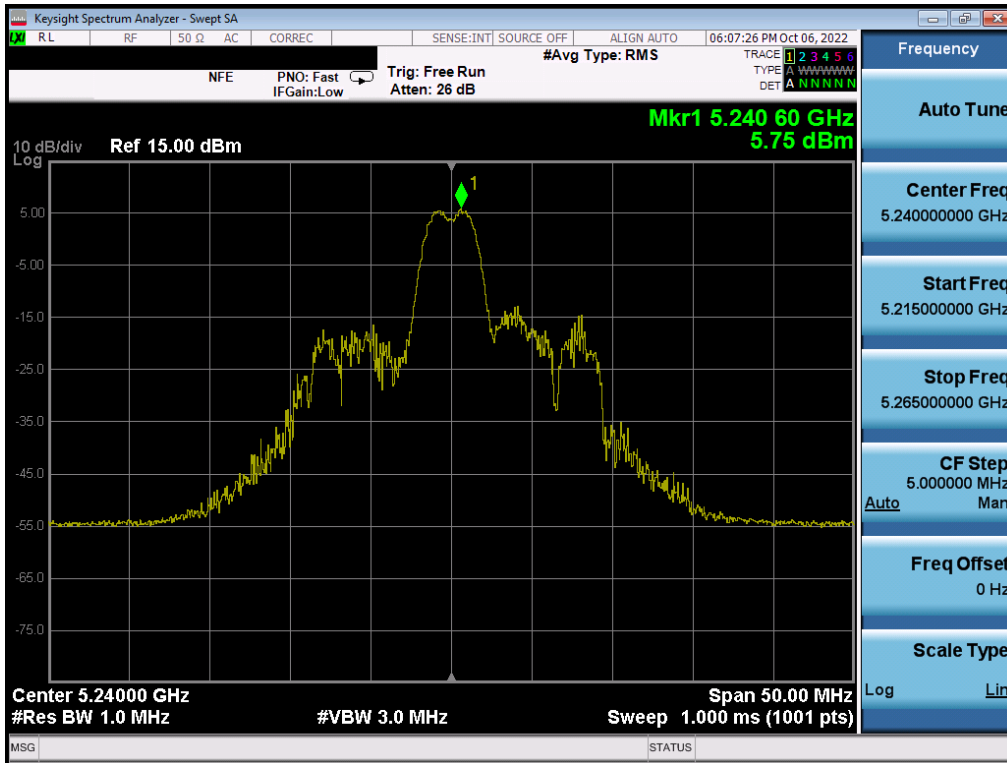 Keysight Spectrum Analyzer - Swept SA
LXI RL RF 50 Ω AC CORREC SENSE:INT SOURCE OFF ALIGN AUTO 06:07:26 PM Oct 06, 2022
NFE PNO: Fast Trig: Free Run #Avg Type: RMS TRACE 1 2 3 4 5 6
IFGain:Low Atten: 26 dB TYPE A WWWWW
DET A N N N N N
Mkr1 5.240 60 GHz
5.75 dBm
10 dB/div Ref 15.00 dBm
Log
1
5.00
-5.00
-15.0
-25.0
-35.0
-45.0
-55.0
-65.0
-75.0
Center 5.24000 GHz Span 50.00 MHz
#Res BW 1.0 MHz #VBW 3.0 MHz Sweep 1.000 ms (1001 pts)
MSG STATUS
Frequency
Auto Tune
Center Freq
5.240000000 GHz
Start Freq
5.215000000 GHz
Stop Freq
5.265000000 GHz
CF Step
5.000000 MHz
Auto Man
Freq Offset
0 Hz
Scale Type
Log Lin